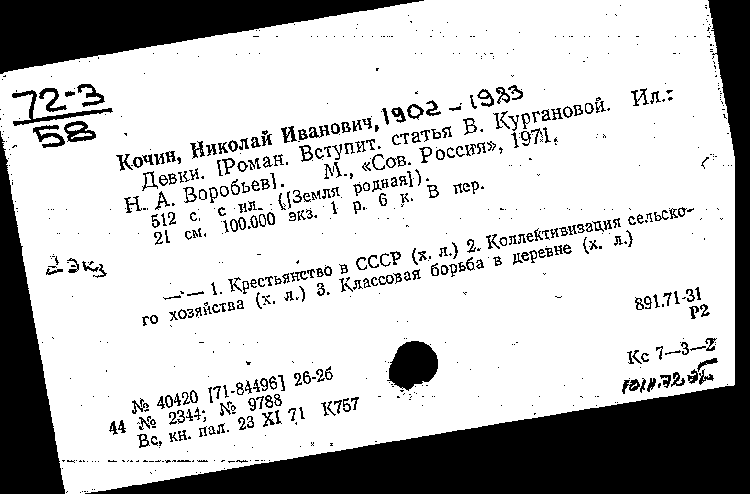 72-3
58
Кочин, Николай Иванович, 1902 - 1983
Девки. [Роман. Вступит. статья В. Кургановой. Ил.:
Н. А. Воробьев]. М., «Сов. Россия», 1971.
512 с. с ил. ([Земля родная]).
21 см. 100.000 экз. 1 р. 6 к. В пер.
2 экз
— — 1. Крестьянство в СССР (х. л.) 2. Коллективизация сельско-
го хозяйства (х. л.) 3. Классовая борьба в деревне (х. л.)
891.71-31
Р2
№ 40420 [71-84496] 26-2б
Кс 7—3—2
44 № 2344; № 9788
Вс. кн. пал. 23 XI 71 К757